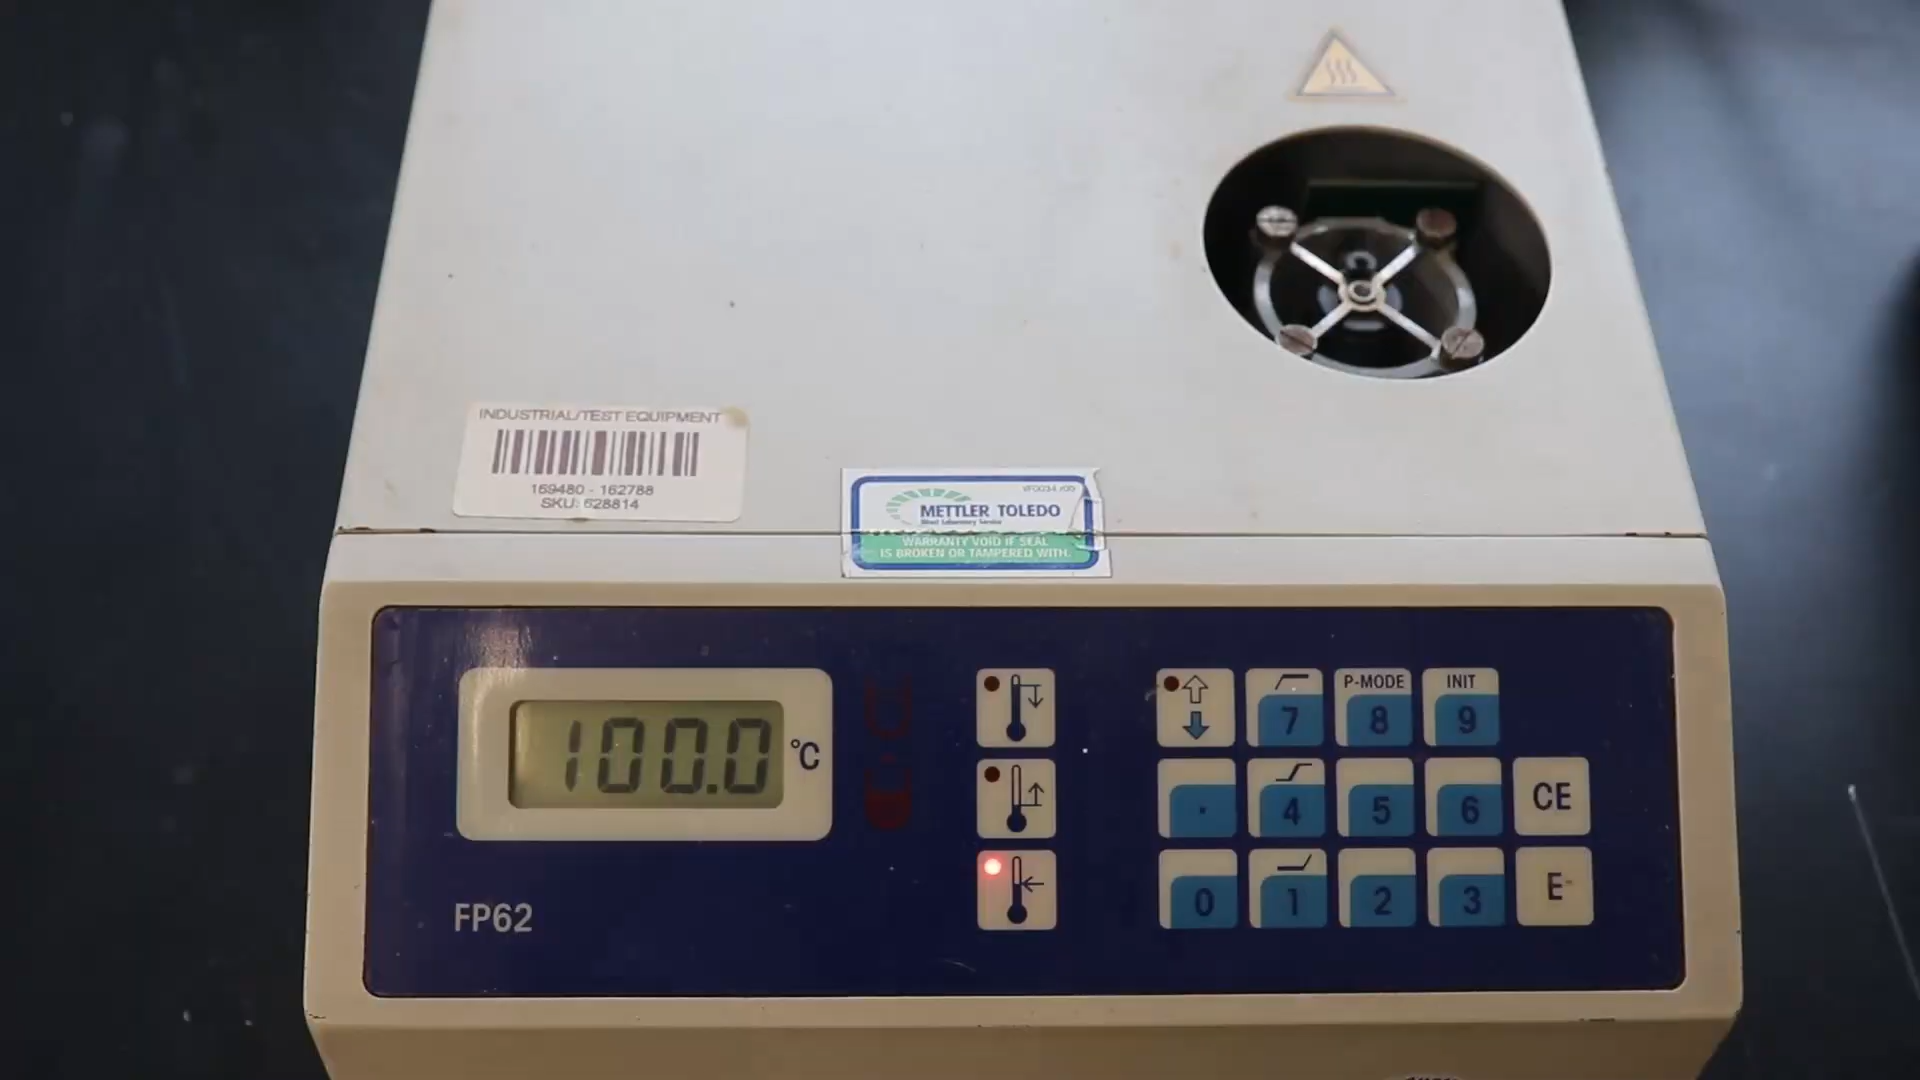 INDUSTRIAL/TEST EQUIPMENT
169480 - 162788
SKU: 628814
METTLER TOLEDO
WARRANTY VOID IF SEAL
IS BROKEN OR TAMPERED WITH.
100.0 °C
FP62
7
P-MODE
8
INIT
9
.
4
5
6
CE
0
1
2
3
E